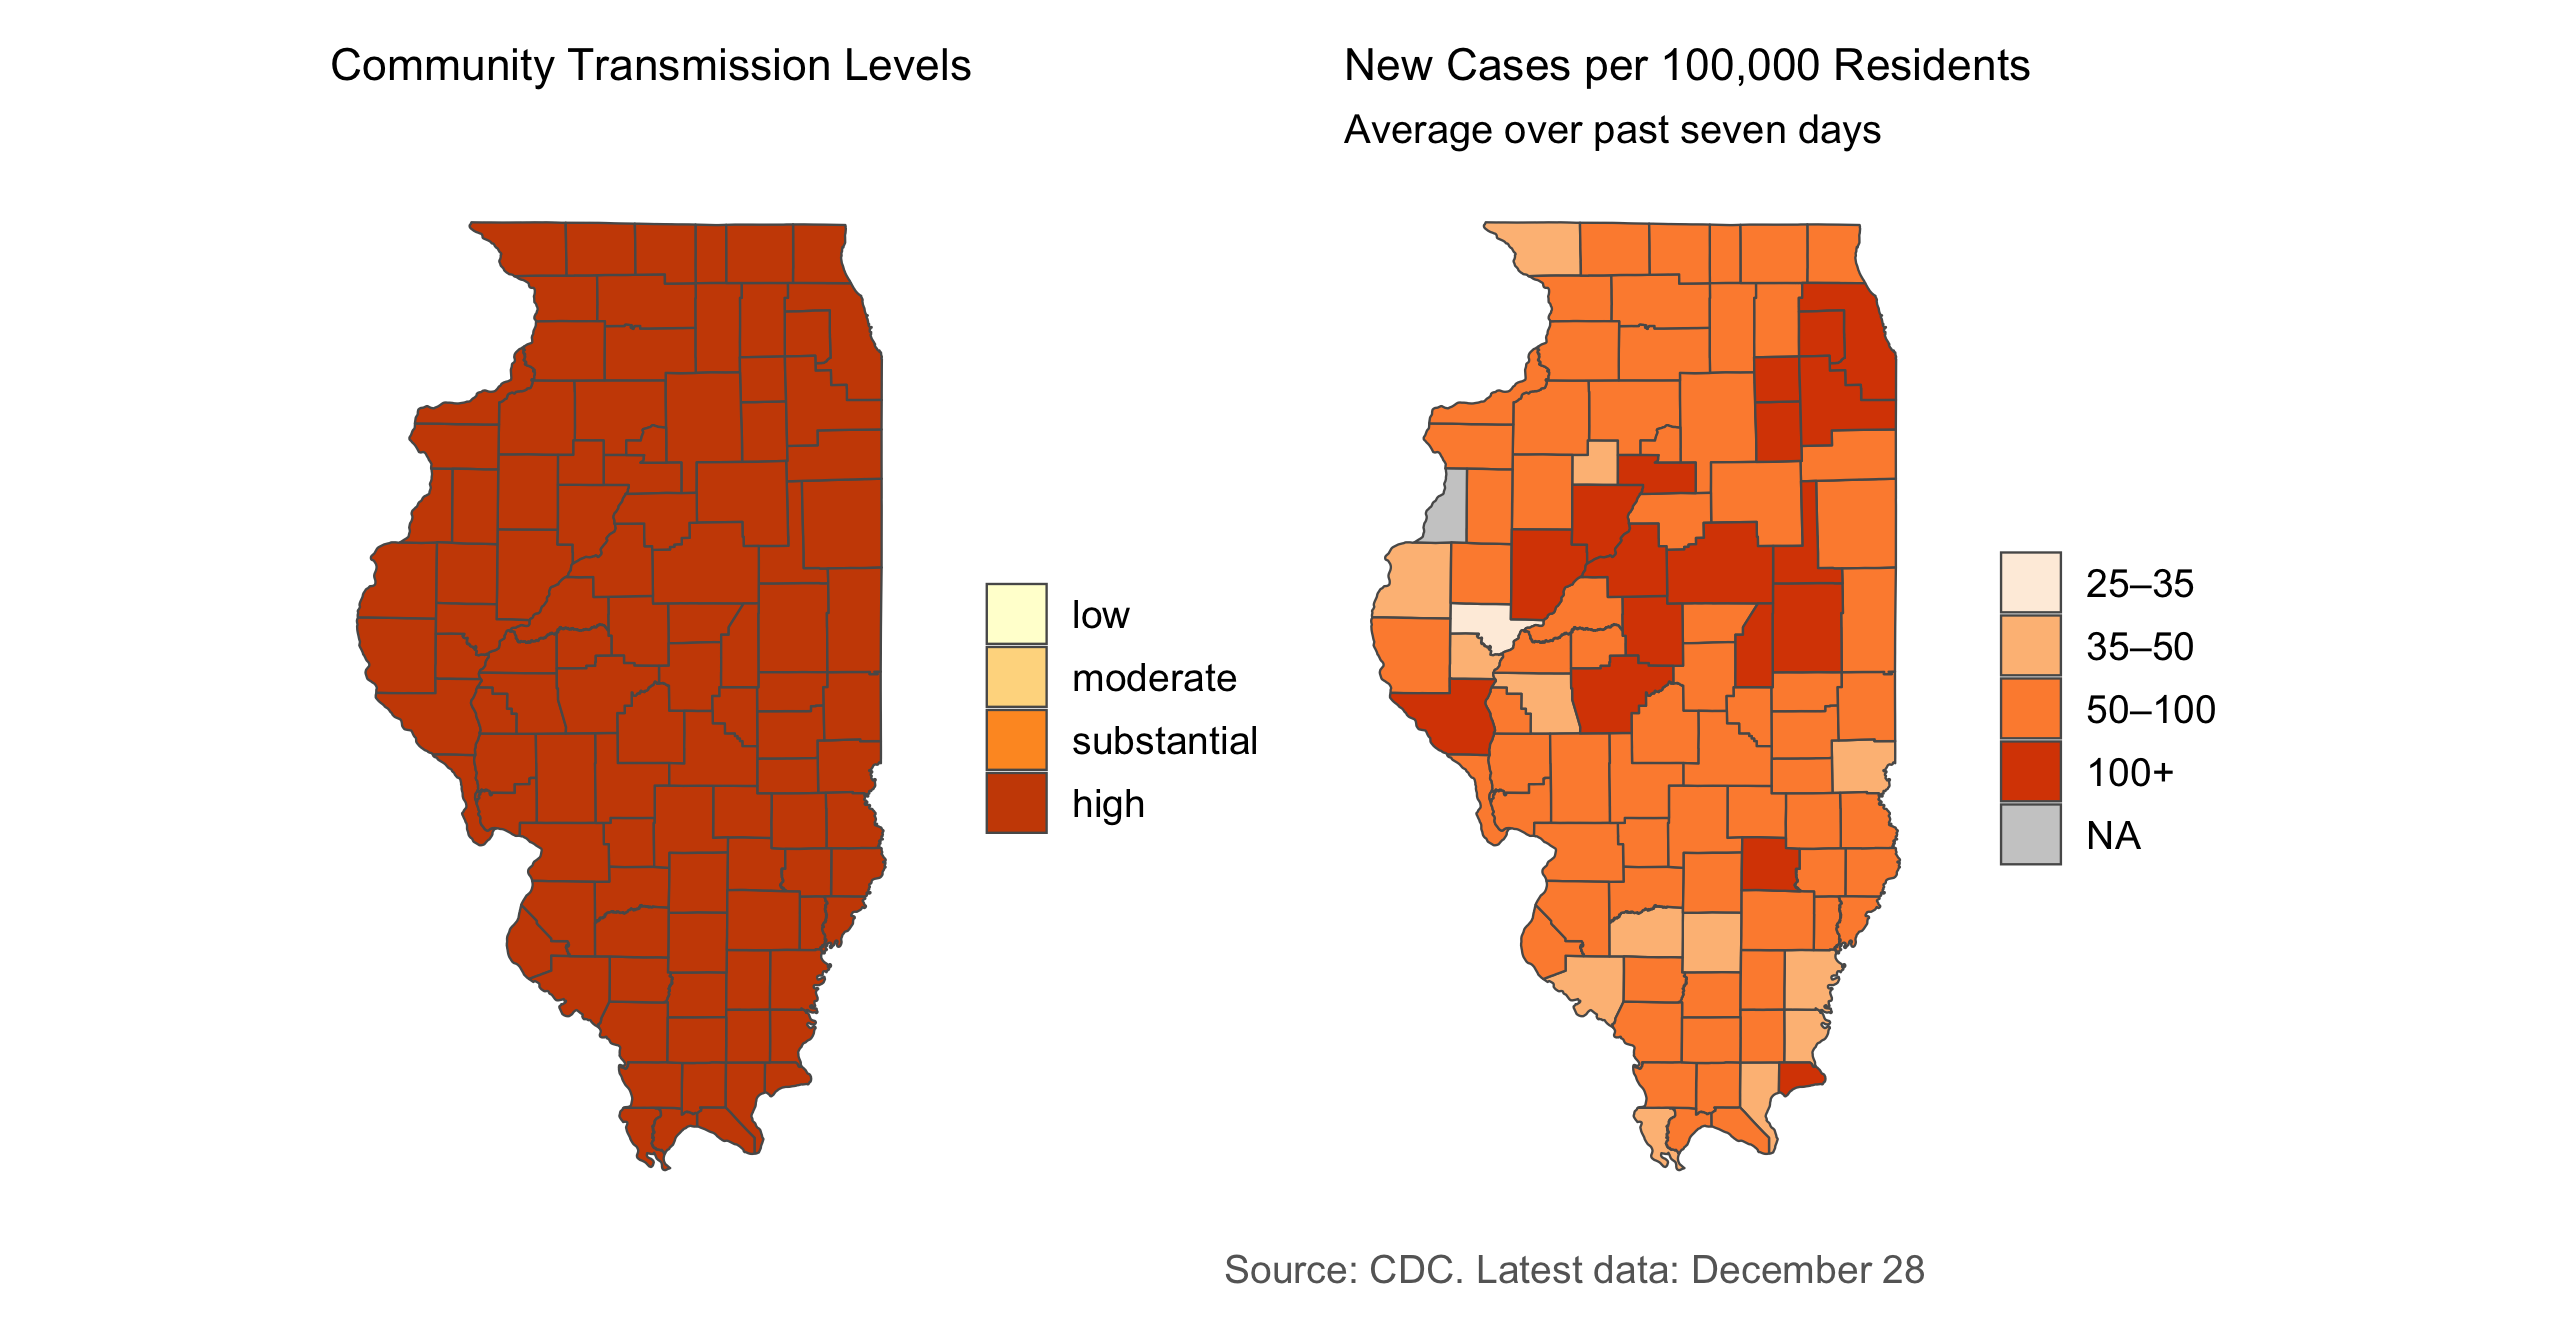 Community Transmission Levels
low
moderate
substantial
high
New Cases per 100,000 Residents
Average over past seven days
25–35
35–50
50–100
100+
NA
Source: CDC. Latest data: December 28